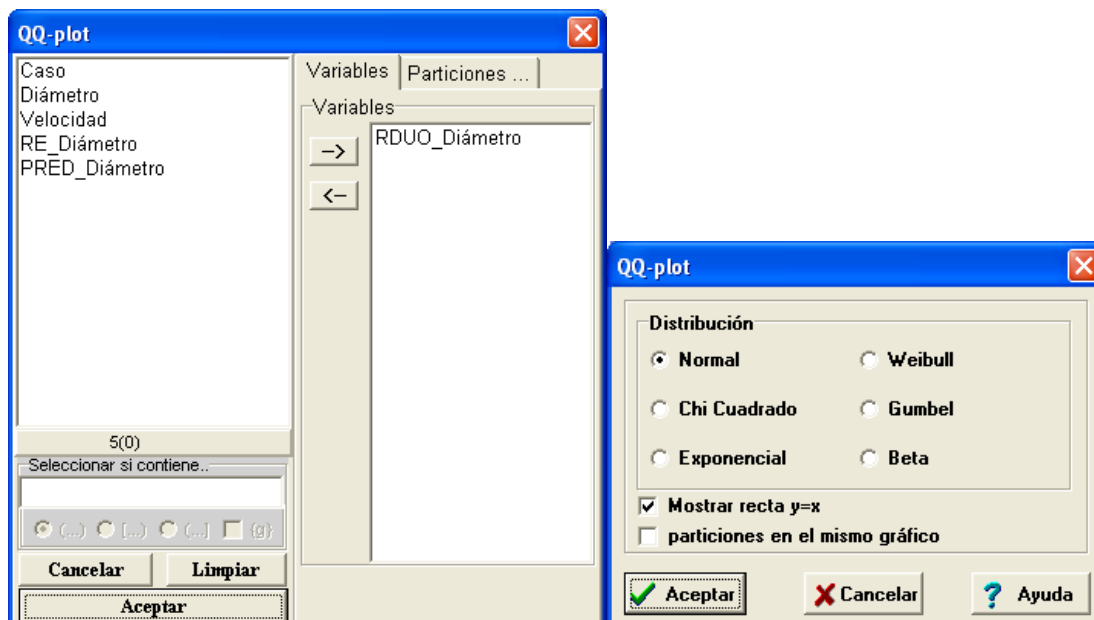 QQ-plot
Caso
Diámetro
Velocidad
RE_Diámetro
PRED_Diámetro
5(0)
Seleccionar si contiene..
(...) [...) (...] {g}
Cancelar Limpiar
Aceptar
Variables Particiones ...
Variables
-->
<--
RDUO_Diámetro
QQ-plot
Distribución
Normal Weibull
Chi Cuadrado Gumbel
Exponencial Beta
Mostrar recta y=x
particiones en el mismo gráfico
Aceptar Cancelar ? Ayuda